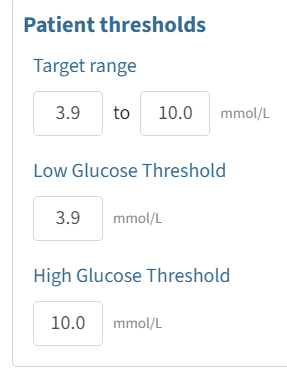 Patient thresholds
Target range
3.9 to 10.0 mmol/L
Low Glucose Threshold
3.9 mmol/L
High Glucose Threshold
10.0 mmol/L